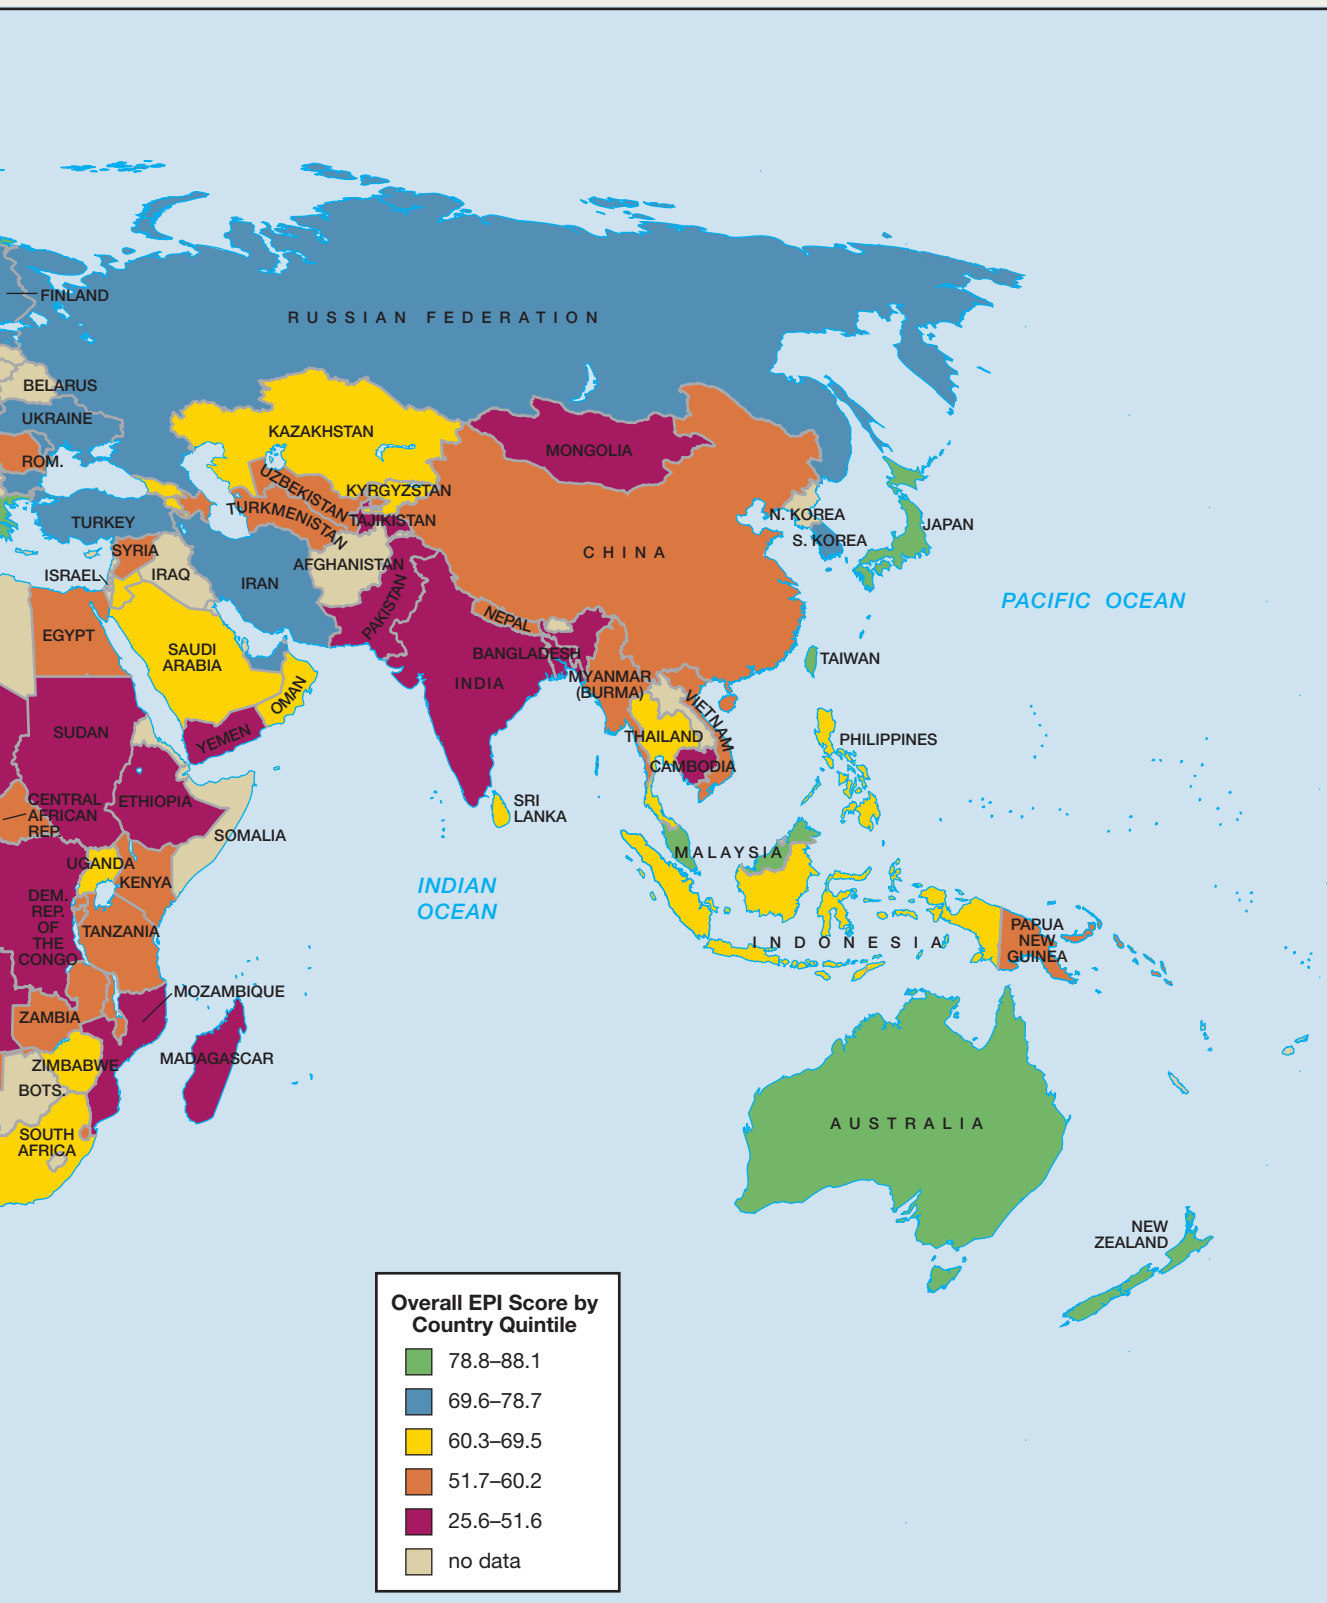 FINLAND
RUSSIAN FEDERATION
BELARUS
UKRAINE
KAZAKHSTAN
MONGOLIA
ROM.
UZBEKISTAN
KYRGYZSTAN
TURKMENISTAN
TAJIKISTAN
TURKEY
N. KOREA
JAPAN
S. KOREA
SYRIA
CHINA
AFGHANISTAN
ISRAEL
IRAQ
IRAN
PAKISTAN
PACIFIC OCEAN
NEPAL
EGYPT
SAUDI
ARABIA
BANGLADESH
TAIWAN
INDIA
MYANMAR
(BURMA)
OMAN
VIETNAM
SUDAN
YEMEN
THAILAND
PHILIPPINES
CAMBODIA
CENTRAL
AFRICAN
REP.
ETHIOPIA
SRI
LANKA
SOMALIA
MALAYSIA
UGANDA
KENYA
INDIAN
OCEAN
DEM.
REP.
OF
THE
CONGO
TANZANIA
INDONESIA
PAPUA
NEW
GUINEA
MOZAMBIQUE
ZAMBIA
MADAGASCAR
ZIMBABWE
BOTS.
AUSTRALIA
SOUTH
AFRICA
NEW
ZEALAND
Overall EPI Score by
Country Quintile
78.8–88.1
69.6–78.7
60.3–69.5
51.7–60.2
25.6–51.6
no data